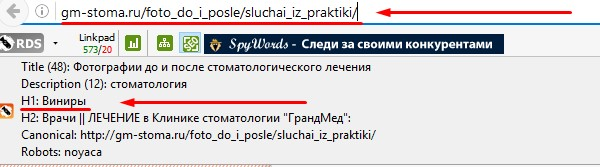 gm-stoma.ru/foto_do_i_posle/sluchai_iz_praktiki/
RDS Linkpad 573/20 SpyWords - Следи за своими конкурентами
Title (48): Фотографии до и после стоматологического лечения
Description (12): стоматология
H1: Виниры
H2: Врачи || ЛЕЧЕНИЕ в Клинике стоматологии "ГрандМед":
Canonical: http://gm-stoma.ru/foto_do_i_posle/sluchai_iz_praktiki/
Robots: noyaca